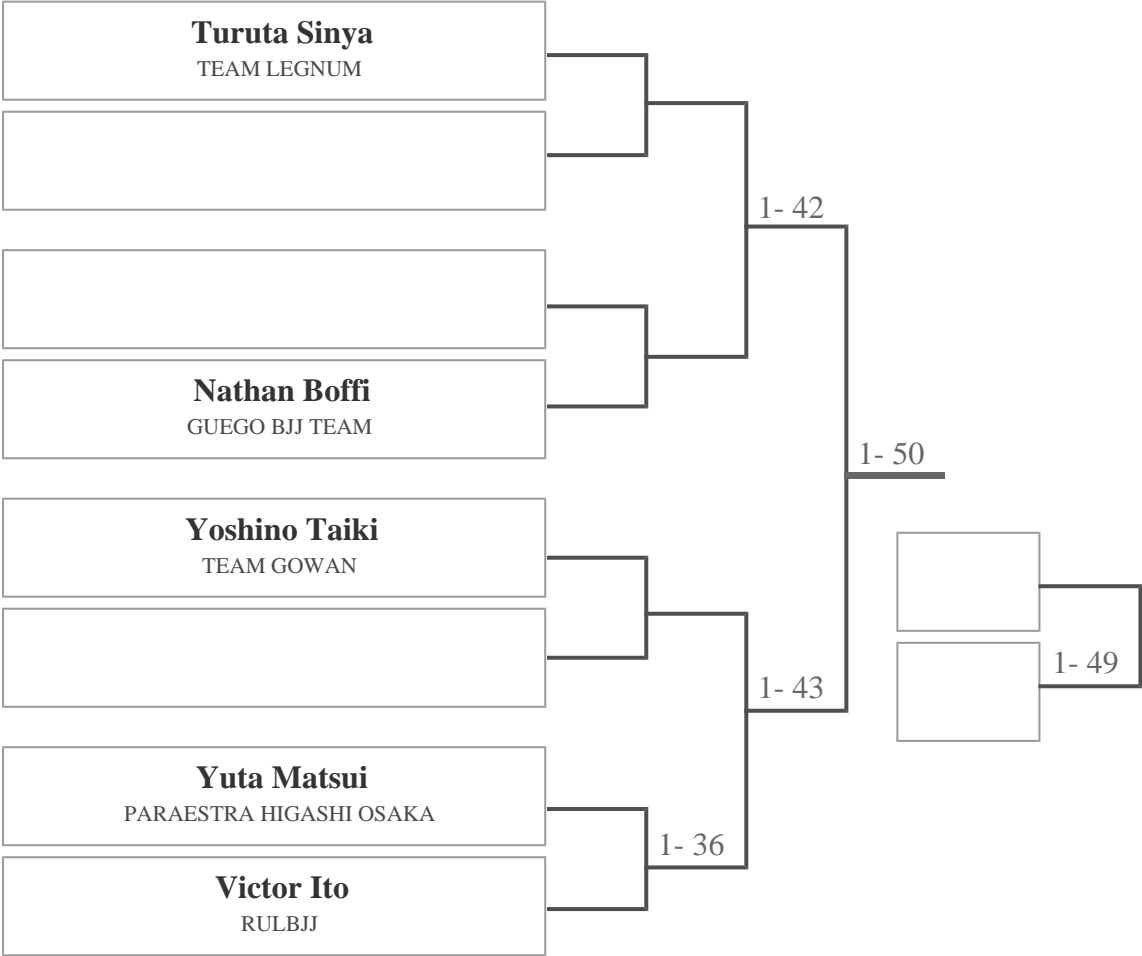 Turuta Sinya
TEAM LEGNUM
1- 42
Nathan Boffi
GUEGO BJJ TEAM
1- 50
Yoshino Taiki
TEAM GOWAN
1- 49
1- 43
Yuta Matsui
PARAESTRA HIGASHI OSAKA
1- 36
Victor Ito
RULBJJ